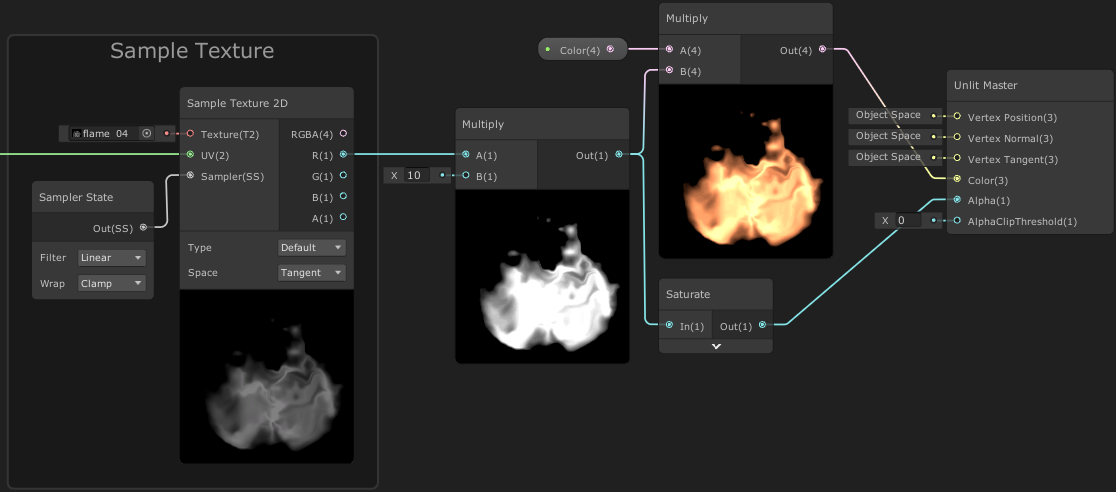 Sample Texture
Sample Texture 2D
flame_04
Texture(T2)
RGBA(4)
UV(2)
R(1)
Sampler(SS)
G(1)
B(1)
A(1)
Type
Default
Space
Tangent
Sampler State
Out(SS)
Filter
Linear
Wrap
Clamp
Multiply
A(1)
Out(1)
X 10
B(1)
Color(4)
Multiply
A(4)
Out(4)
B(4)
Saturate
In(1)
Out(1)
Unlit Master
Object Space
Vertex Position(3)
Object Space
Vertex Normal(3)
Object Space
Vertex Tangent(3)
Color(3)
Alpha(1)
X 0
AlphaClipThreshold(1)